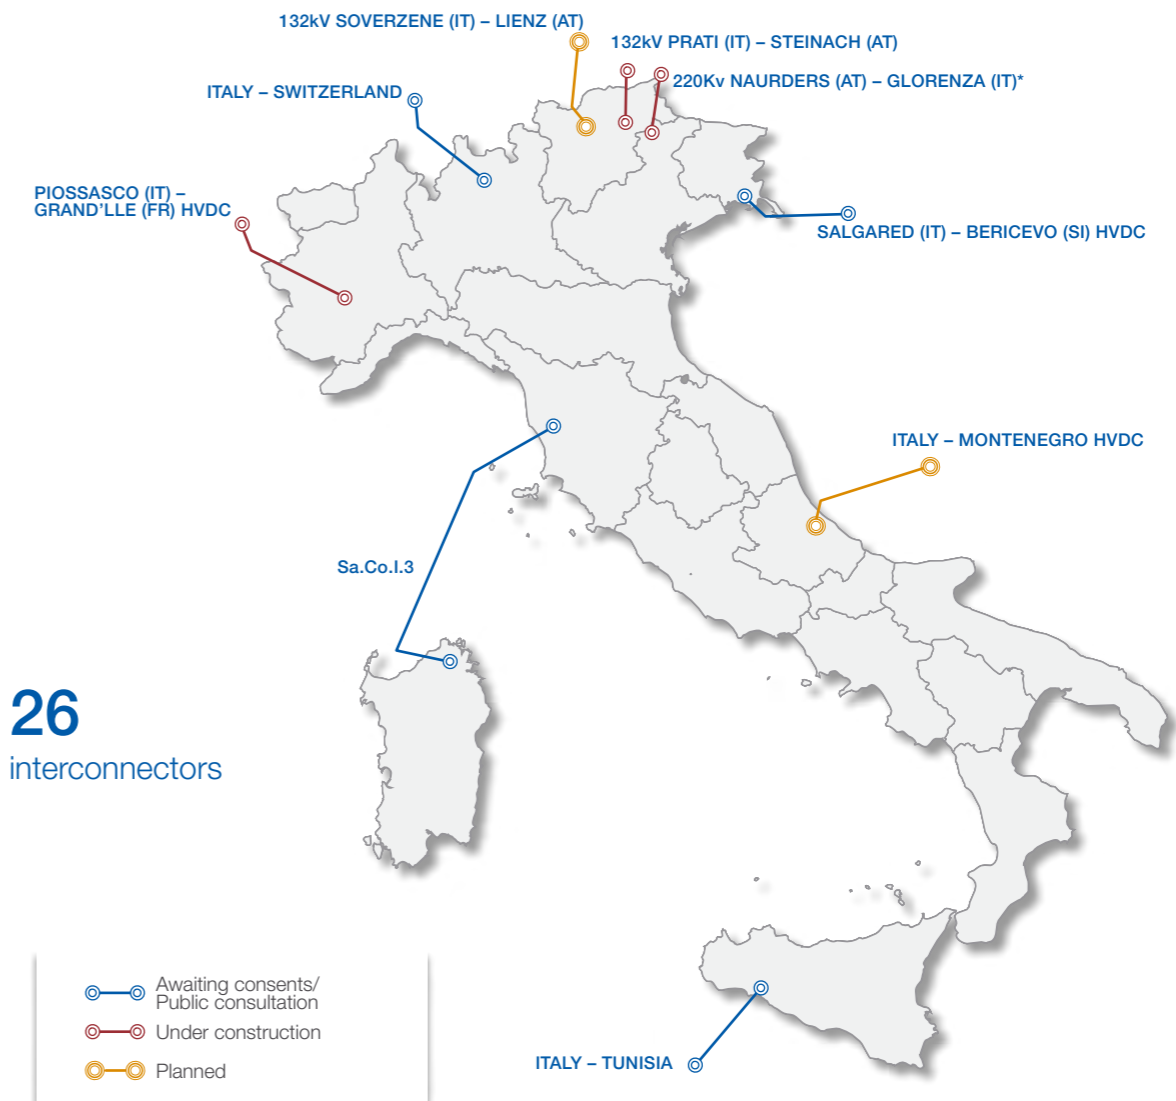 132kV SOVERZENE (IT) – LIENZ (AT)
132kV PRATI (IT) – STEINACH (AT)
220Kv NAURDERS (AT) – GLORENZA (IT)*
ITALY – SWITZERLAND
PIOSSASCO (IT) –
GRAND'LLE (FR) HVDC
SALGARED (IT) – BERICEVO (SI) HVDC
ITALY – MONTENEGRO HVDC
Sa.Co.I.3
26
interconnectors
Awaiting consents/
Public consultation
Under construction
Planned
ITALY – TUNISIA